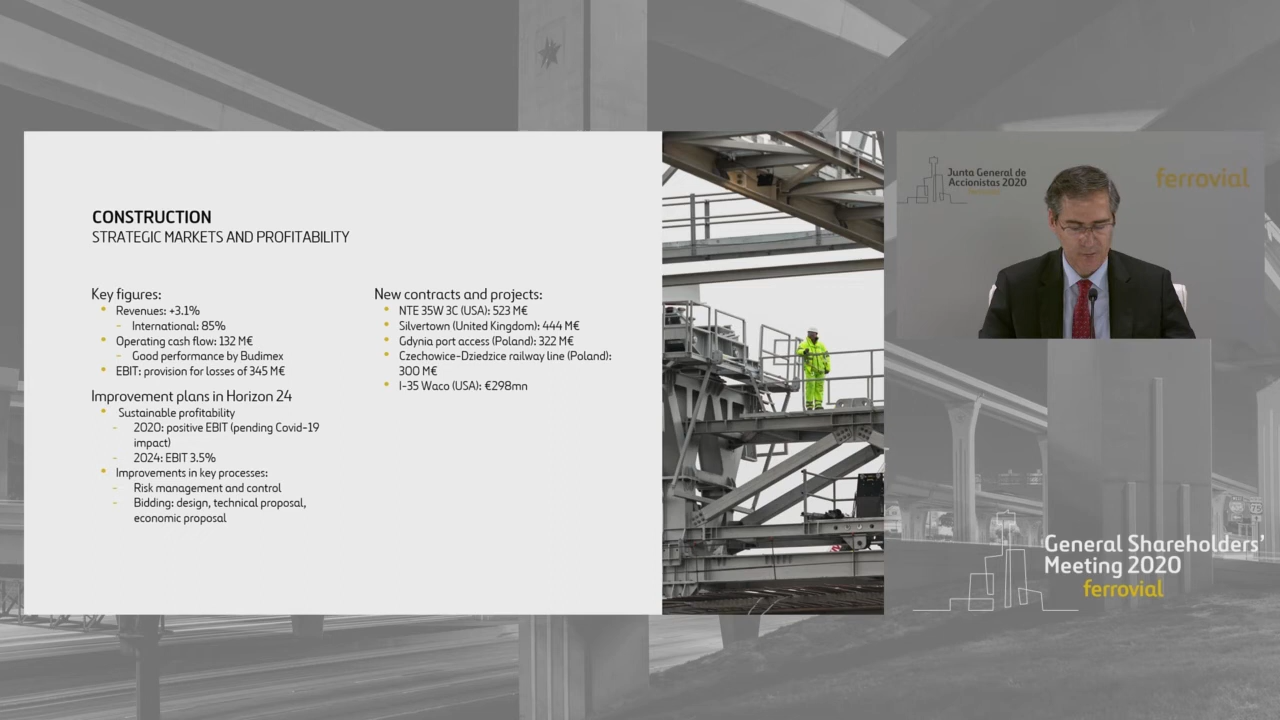 CONSTRUCTION
STRATEGIC MARKETS AND PROFITABILITY
Key figures:
Revenues: +3.1%
– International: 85%
Operating cash flow: 132 M€
– Good performance by Budimex
EBIT: provision for losses of 345 M€
Improvement plans in Horizon 24
Sustainable profitability
– 2020: positive EBIT (pending Covid-19
impact)
– 2024: EBIT 3.5%
Improvements in key processes:
– Risk management and control
– Bidding: design, technical proposal,
economic proposal
New contracts and projects:
NTE 35W 3C (USA): 523 M€
Silvertown (United Kingdom): 444 M€
Gdynia port access (Poland): 322 M€
Czechowice-Dziedzice railway line (Poland):
300 M€
I-35 Waco (USA): €298mn
Junta General de
Accionistas 2020
ferrovial
General Shareholders'
Meeting 2020
ferrovial